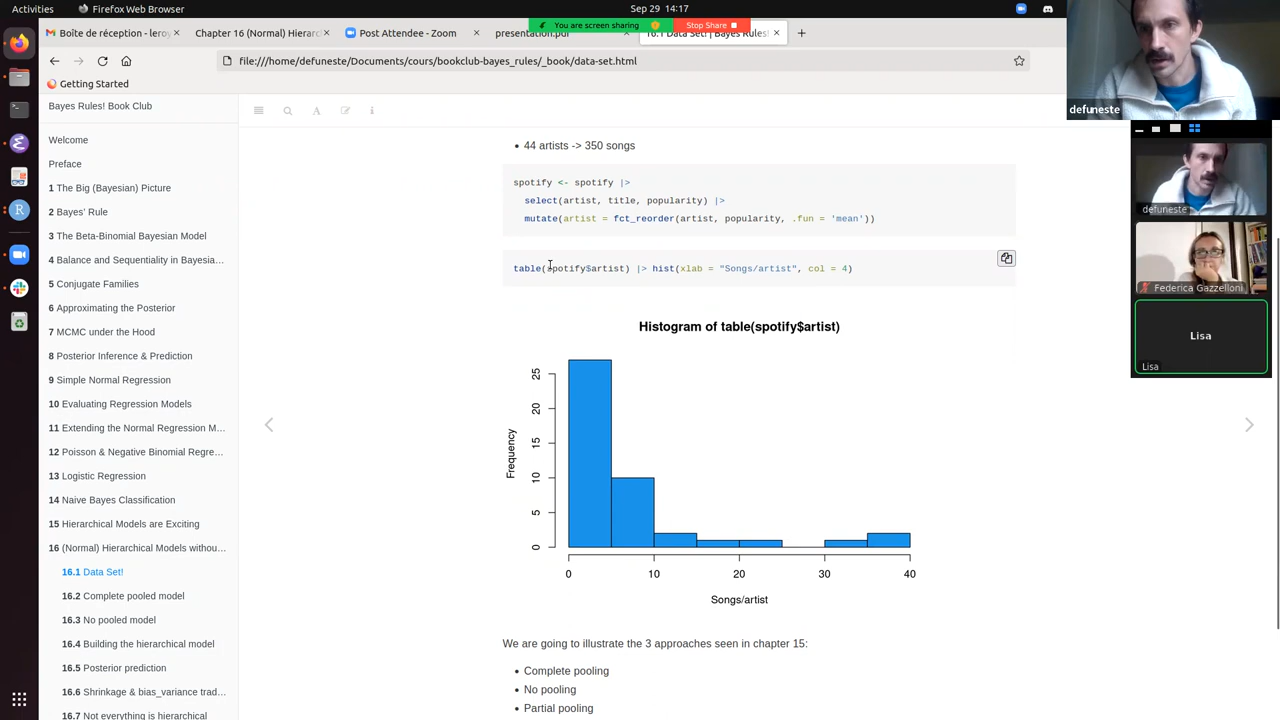 Activities
Firefox Web Browser
Sep 29 14:17
You are screen sharing
Stop Share
Boîte de réception - leroy
Chapter 16 (Normal) Hierarc
Post Attendee - Zoom
presentation.pdf
16.1 Data Set! | Bayes Rules!
file:///home/defuneste/Documents/cours/bookclub-bayes_rules/_book/data-set.html
Getting Started
Bayes Rules! Book Club
Welcome
Preface
1 The Big (Bayesian) Picture
2 Bayes' Rule
3 The Beta-Binomial Bayesian Model
4 Balance and Sequentiality in Bayesia...
5 Conjugate Families
6 Approximating the Posterior
7 MCMC under the Hood
8 Posterior Inference & Prediction
9 Simple Normal Regression
10 Evaluating Regression Models
11 Extending the Normal Regression M...
12 Poisson & Negative Binomial Regre...
13 Logistic Regression
14 Naive Bayes Classification
15 Hierarchical Models are Exciting
16 (Normal) Hierarchical Models withou...
16.1 Data Set!
16.2 Complete pooled model
16.3 No pooled model
16.4 Building the hierarchical model
16.5 Posterior prediction
16.6 Shrinkage & bias_variance trad...
16.7 Not everything is hierarchical
• 44 artists -> 350 songs
spotify <- spotify |>
select(artist, title, popularity) |>
mutate(artist = fct_reorder(artist, popularity, .fun = 'mean'))
table(spotify$artist) |> hist(xlab = "Songs/artist", col = 4)
Histogram of table(spotify$artist)
Frequency
25
20
15
10
5
0
0 10 20 30 40
Songs/artist
We are going to illustrate the 3 approaches seen in chapter 15:
• Complete pooling
• No pooling
• Partial pooling
defuneste
defuneste
Federica Gazzelloni
Lisa
Lisa